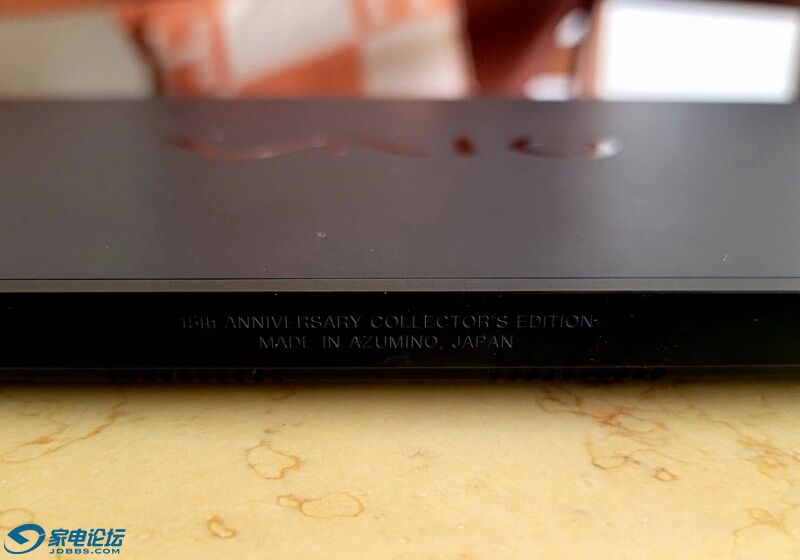 VAIO
15th ANNIVERSARY COLLECTOR'S EDITION
MADE IN AZUMINO, JAPAN
家电论坛
JDBBS.COM